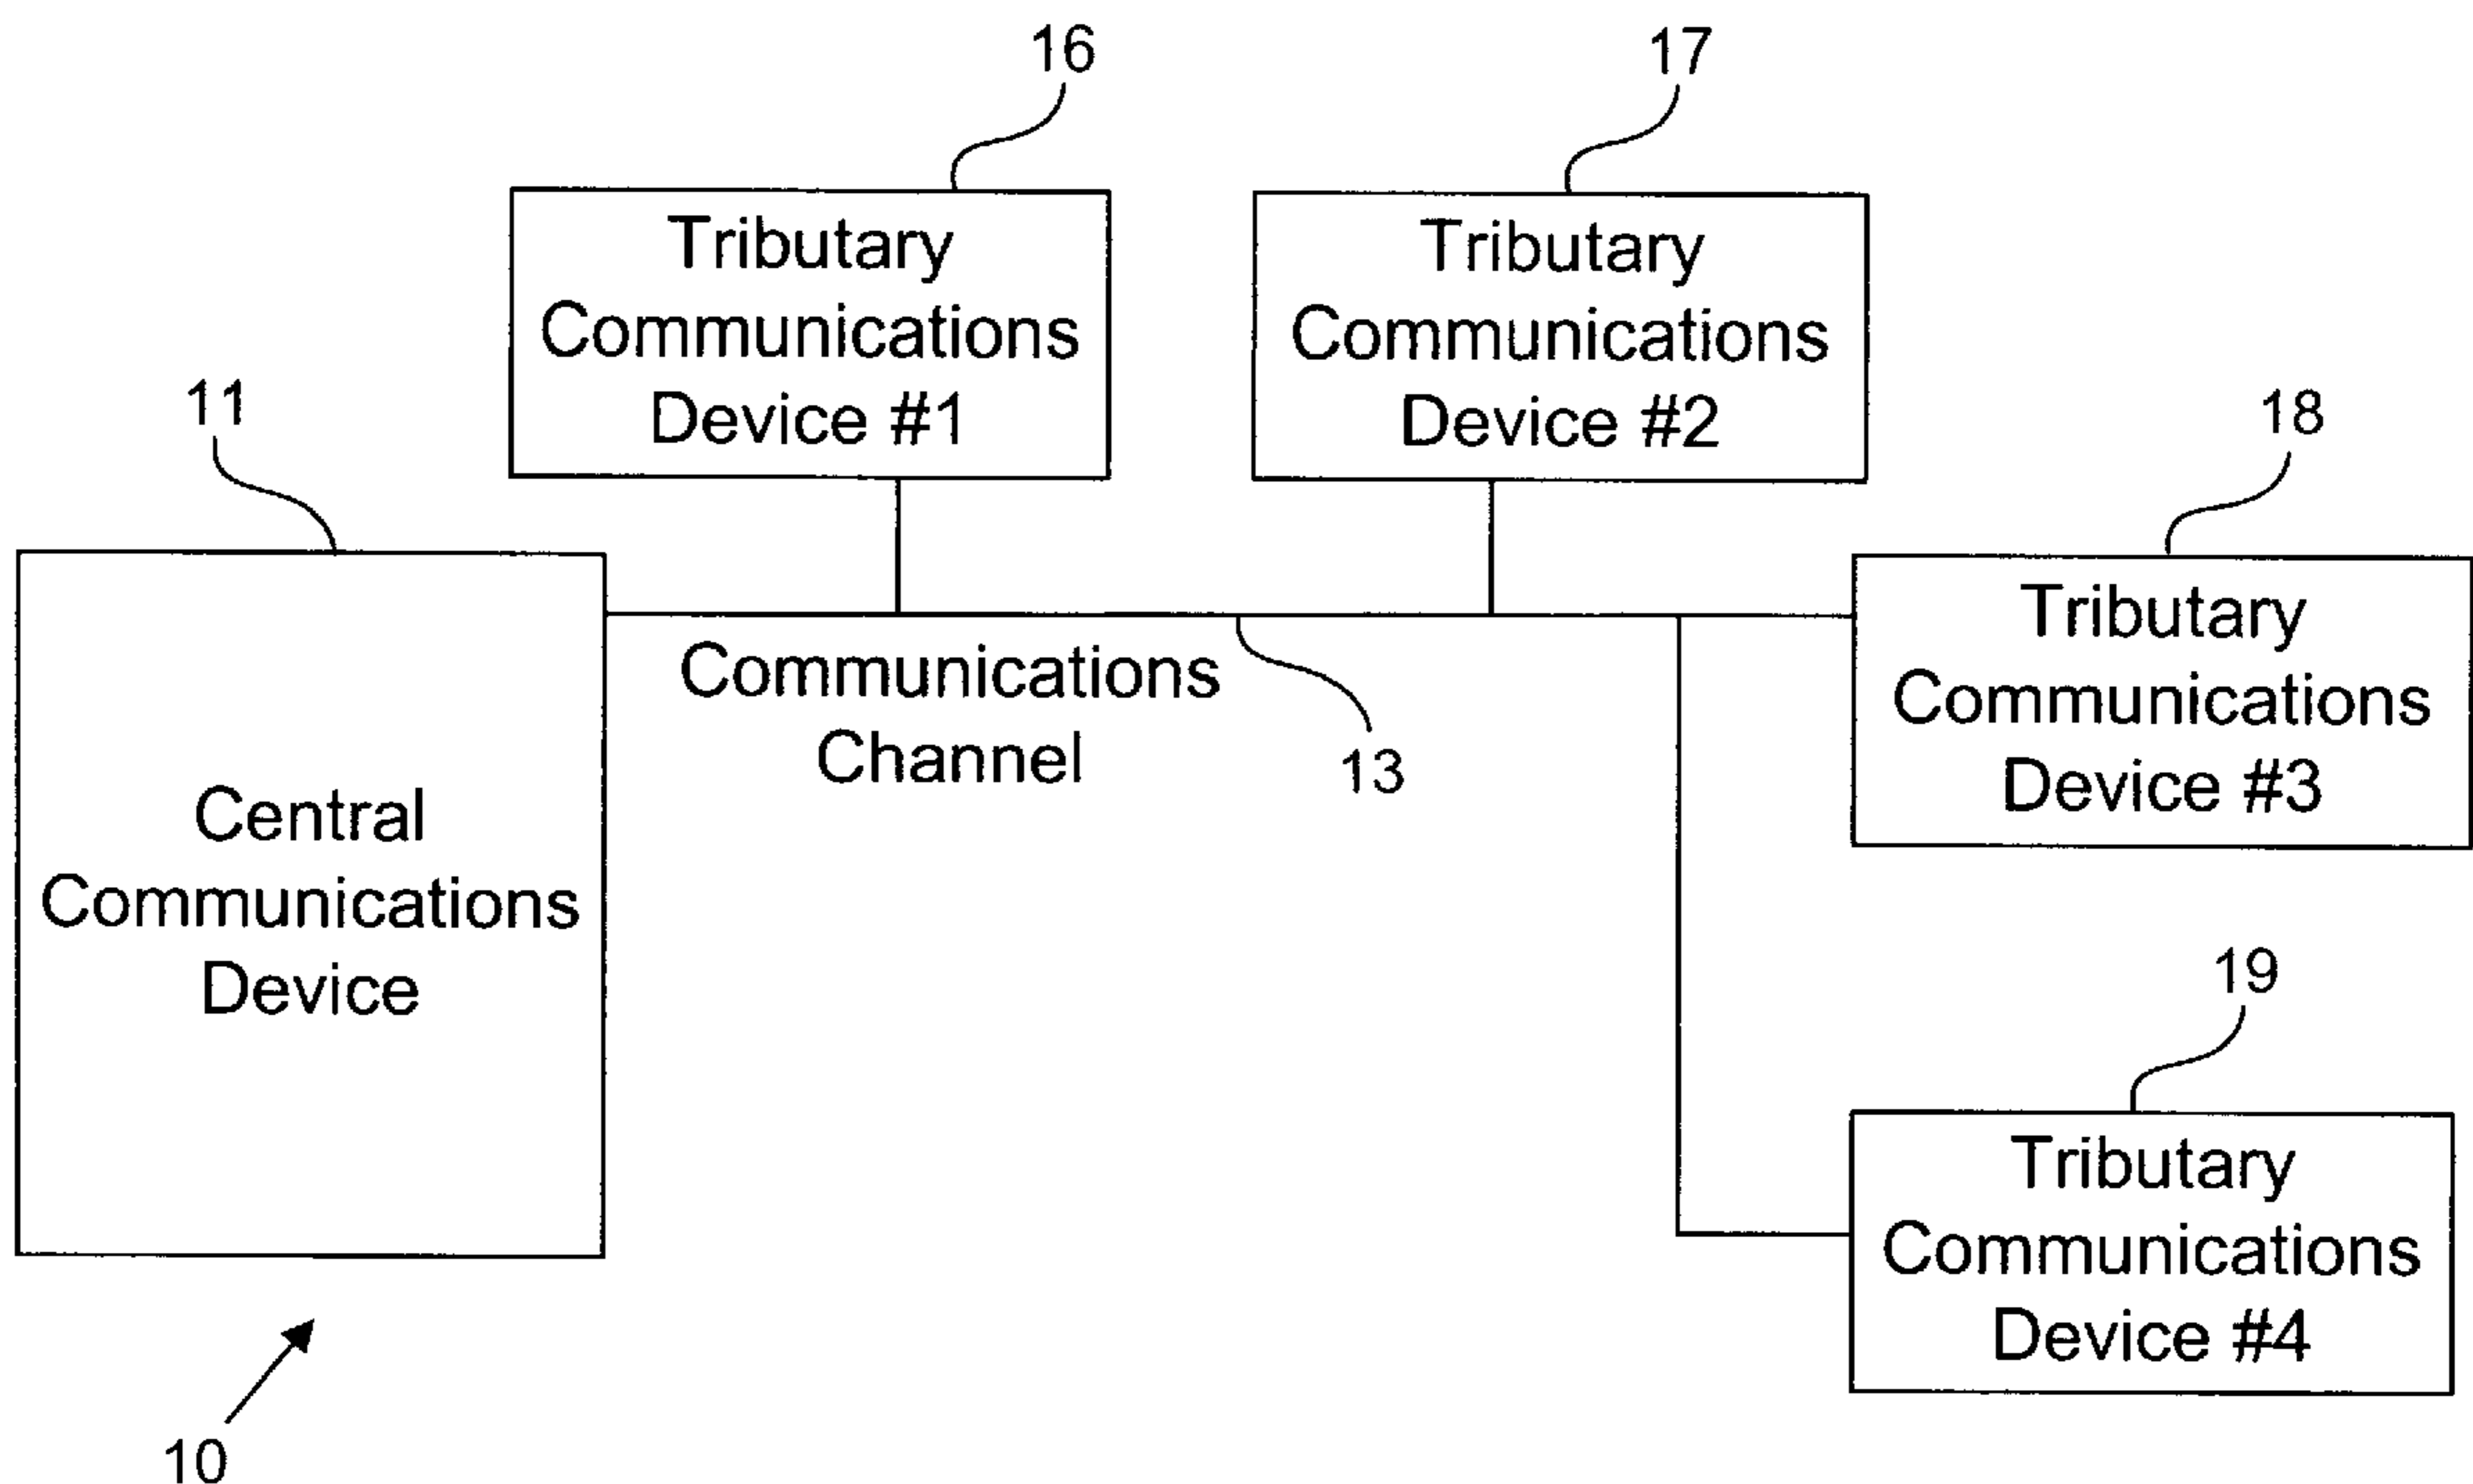 16
17
Tributary
Communications
Device #1
Tributary
Communications
Device #2
11
18
Tributary
Communications
Device #3
Communications
Channel
13
Central
Communications
Device
19
Tributary
Communications
Device #4
10